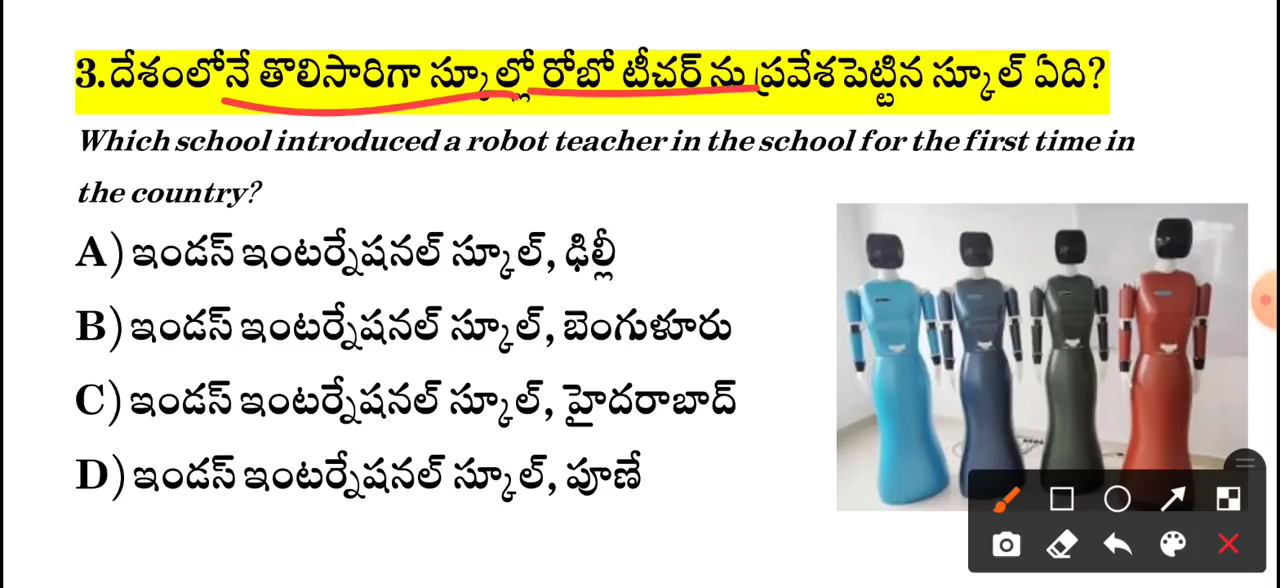 3.దేశంలోనే తొలిసారిగా స్కూల్లో రోబో టీచర్ ను ప్రవేశపెట్టిన స్కూల్ ఏది?
Which school introduced a robot teacher in the school for the first time in
the country?
A) ఇండస్ ఇంటర్నేషనల్ స్కూల్, ఢిల్లీ
B) ఇండస్ ఇంటర్నేషనల్ స్కూల్, బెంగుళూరు
C) ఇండస్ ఇంటర్నేషనల్ స్కూల్, హైదరాబాద్
D) ఇండస్ ఇంటర్నేషనల్ స్కూల్, పూణే